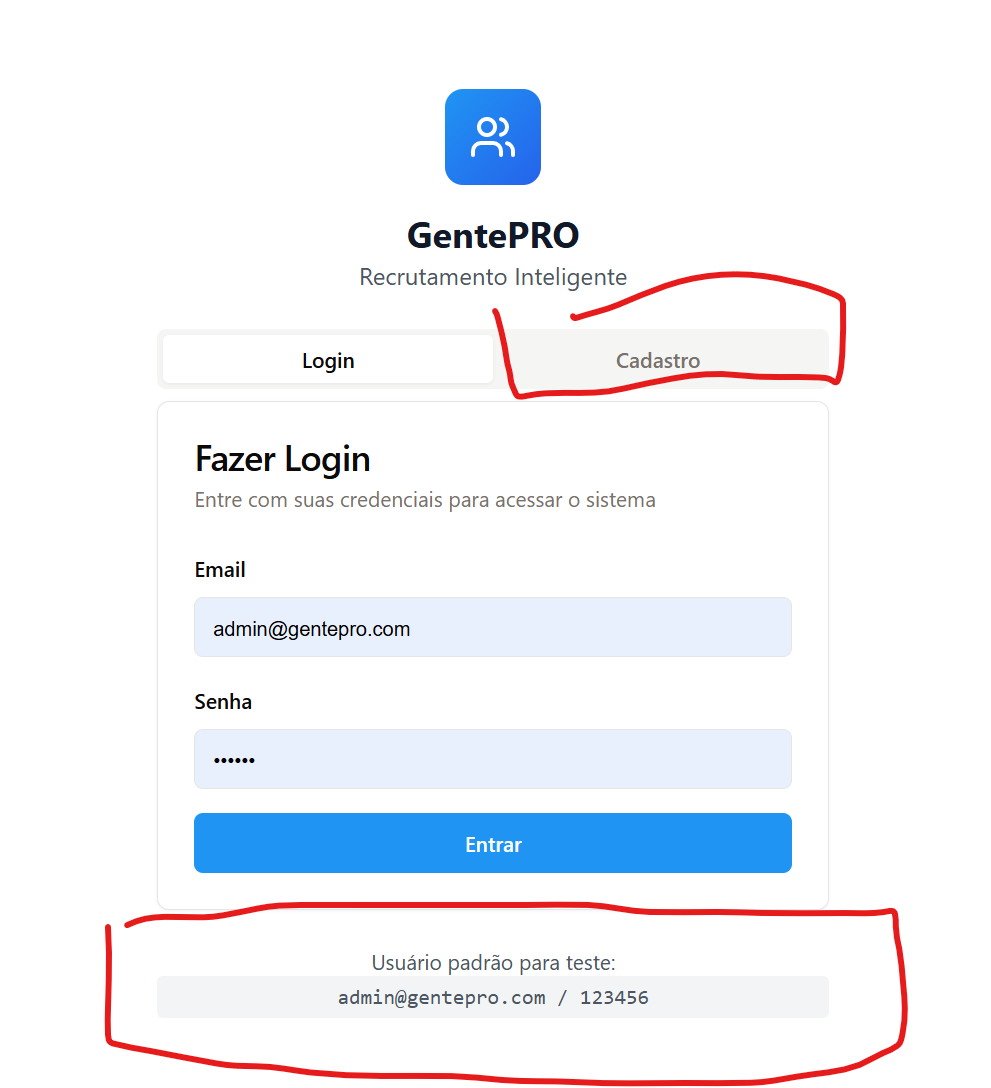 GentePRO
Recrutamento Inteligente
Login
Cadastro
Fazer Login
Entre com suas credenciais para acessar o sistema
Email
admin@gentepro.com
Senha
••••••
Entrar
Usuário padrão para teste:
admin@gentepro.com / 123456